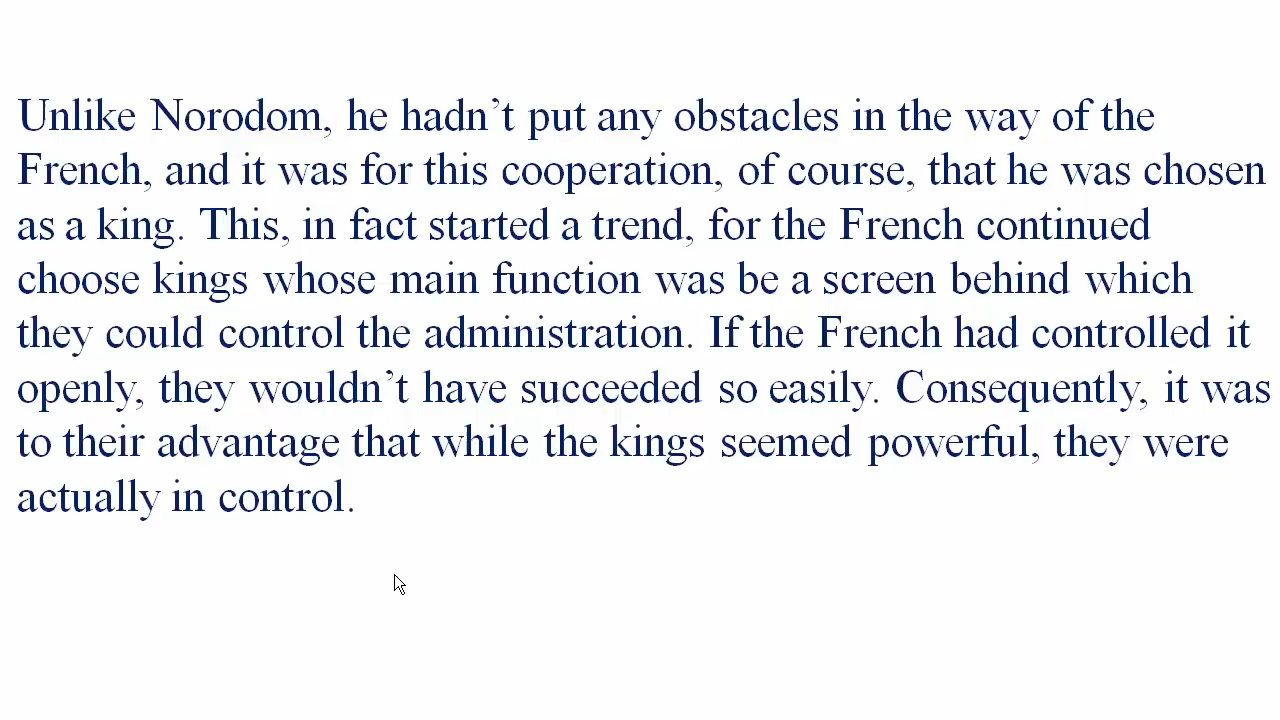 Unlike Norodom, he hadn’t put any obstacles in the way of the
French, and it was for this cooperation, of course, that he was chosen
as a king. This, in fact started a trend, for the French continued
choose kings whose main function was be a screen behind which
they could control the administration. If the French had controlled it
openly, they wouldn’t have succeeded so easily. Consequently, it was
to their advantage that while the kings seemed powerful, they were
actually in control.